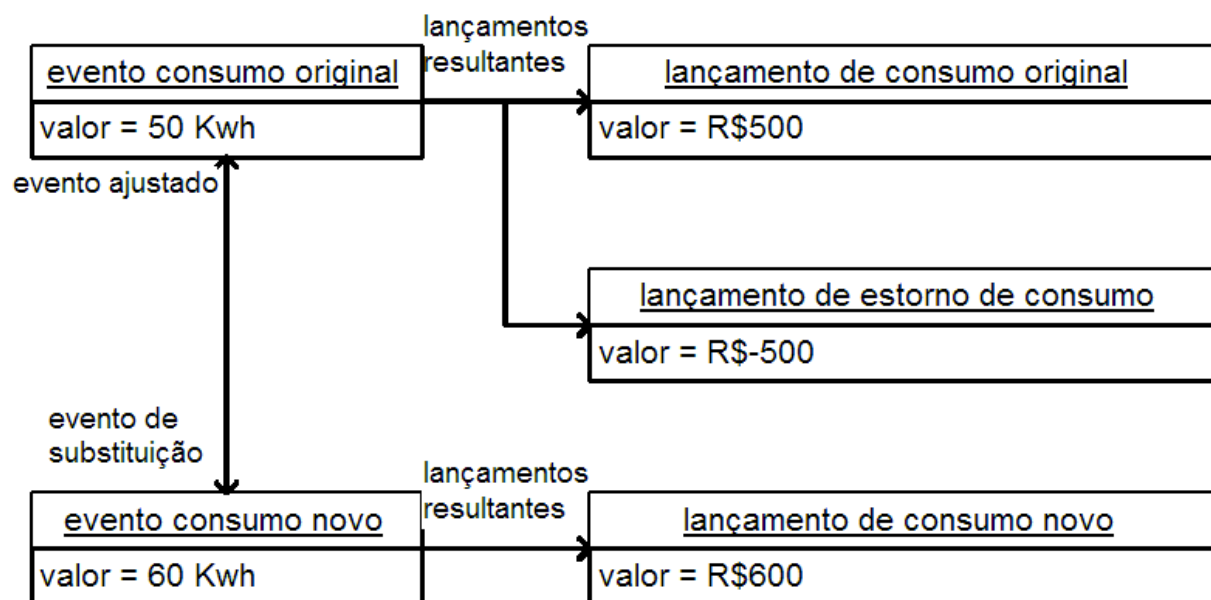 lançamentos
resultantes
evento consumo original
lançamento de consumo original
valor = 50 Kwh
valor = R$500
evento ajustado
lançamento de estorno de consumo
valor = R$-500
evento de
substituição
lançamentos
resultantes
evento consumo novo
lançamento de consumo novo
valor = 60 Kwh
valor = R$600